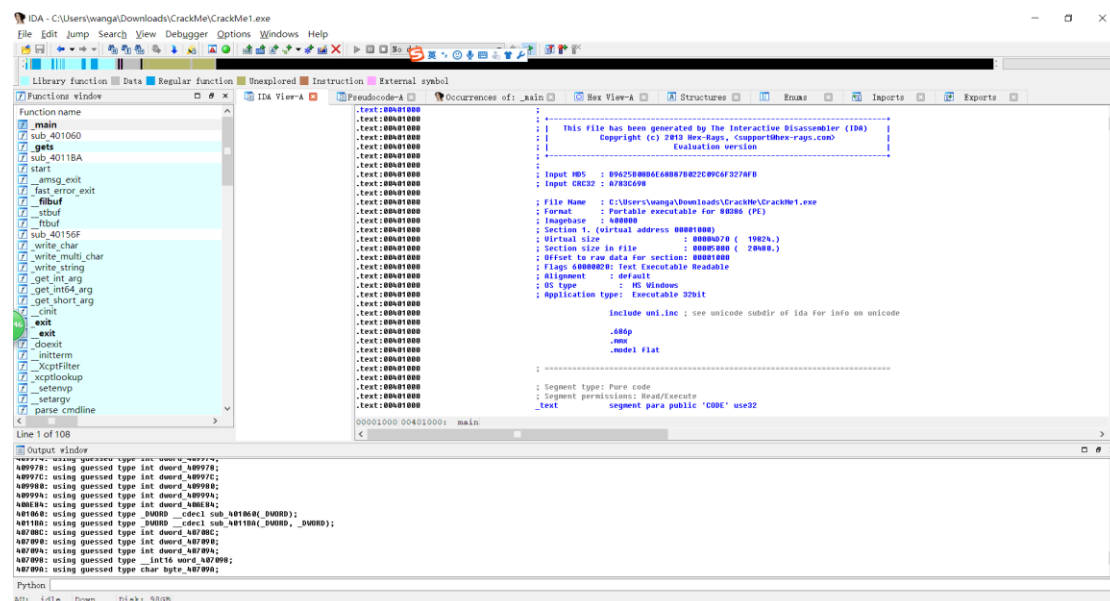 IDA - C:\Users\wanga\Downloads\CrackMe\CrackMe1.exe
File Edit Jump Search View Debugger Options Windows Help
英
Library function Data Regular function Unexplored Instruction External symbol
Functions window
IDA View-A Pseudocode-A Occurrences of: _main Hex View-A Structures Enums Imports Exports
Function name
_main
sub_401060
_gets
sub_4011BA
start
__amsg_exit
_fast_error_exit
__filbuf
__stbuf
__ftbuf
sub_40156F
_write_char
_write_multi_char
_write_string
_get_int_arg
_get_int64_arg
_get_short_arg
__cinit
_exit
__exit
_doexit
__initterm
__XcptFilter
_xcptlookup
__setenvp
__setargv
parse cmdline
Line 1 of 108
.text:00401000 ;
.text:00401000 ; +-------------------------------------------------------------------------+
.text:00401000 ; | This file has been generated by The Interactive Disassembler (IDA) |
.text:00401000 ; | Copyright (c) 2013 Hex-Rays, <support@hex-rays.com> |
.text:00401000 ; | Evaluation version |
.text:00401000 ; +-------------------------------------------------------------------------+
.text:00401000 ;
.text:00401000 ; Input MD5 :
.text:00401000 ; Input CRC32 : A783C698
.text:00401000
.text:00401000 ; File Name : C:\Users\wanga\Downloads\CrackMe\CrackMe1.exe
.text:00401000 ; Format : Portable executable for 80386 (PE)
.text:00401000 ; Imagebase : 400000
.text:00401000 ; Section 1. (virtual address 00001000)
.text:00401000 ; Virtual size : 00004D70 ( 19824.)
.text:00401000 ; Section size in file : 00005000 ( 20480.)
.text:00401000 ; Offset to raw data for section: 00001000
.text:00401000 ; Flags 60000020: Text Executable Readable
.text:00401000 ; Alignment : default
.text:00401000 ; OS type : MS Windows
.text:00401000 ; Application type: Executable 32bit
.text:00401000
.text:00401000 include uni.inc ; see unicode subdir of ida for info on unicode
.text:00401000
.text:00401000 .686p
.text:00401000 .mmx
.text:00401000 .model flat
.text:00401000
.text:00401000 ; ===========================================================================
.text:00401000
.text:00401000 ; Segment type: Pure code
.text:00401000 ; Segment permissions: Read/Execute
.text:00401000 _text segment para public 'CODE' use32
00001000 00401000: _main
Output window
409974: using guessed type int dword_409974;
409978: using guessed type int dword_409978;
40997C: using guessed type int dword_40997C;
409980: using guessed type int dword_409980;
409994: using guessed type int dword_409994;
40AE84: using guessed type int dword_40AE84;
401060: using guessed type _DWORD __cdecl sub_401060(_DWORD);
4011BA: using guessed type _DWORD __cdecl sub_4011BA(_DWORD, _DWORD);
40708C: using guessed type int dword_40708C;
407090: using guessed type int dword_407090;
407094: using guessed type int dword_407094;
407098: using guessed type __int16 word_407098;
40709A: using guessed type char byte_40709A;
Python
AU: idle Down Disk: 98GB